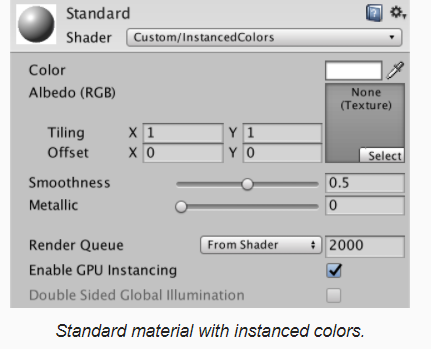 Standard
Shader Custom/InstancedColors
Color
Albedo (RGB)
None
(Texture)
Tiling X 1 Y 1
Offset X 0 Y 0
Select
Smoothness 0.5
Metallic 0
Render Queue From Shader 2000
Enable GPU Instancing
Double Sided Global Illumination
Standard material with instanced colors.